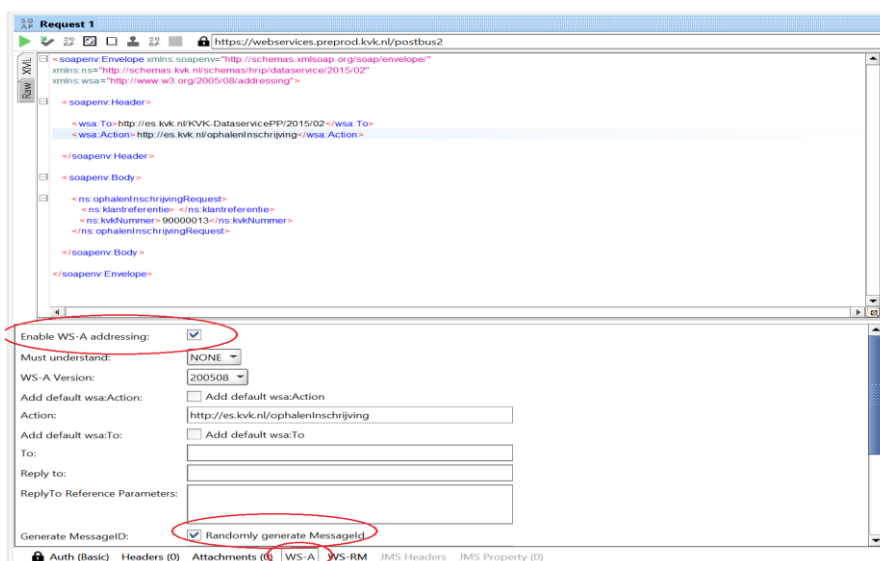 SO AP Request 1
https://webservices.preprod.kvk.nl/postbus2
XML
Raw
<soapenv:Envelope xmlns:soapenv="http://schemas.xmlsoap.org/soap/envelope/"
xmlns:ns="http://schemas.kvk.nl/schemas/hrip/dataservice/2015/02"
xmlns:wsa="http://www.w3.org/2005/08/addressing">
<soapenv:Header>
<wsa:To>http://es.kvk.nl/KVK-DataservicePP/2015/02</wsa:To>
<wsa:Action>http://es.kvk.nl/ophalenInschrijving</wsa:Action>
</soapenv:Header>
<soapenv:Body>
<ns:ophalenInschrijvingRequest>
<ns:klantreferentie> </ns:klantreferentie>
<ns:kvkNummer>90000013</ns:kvkNummer>
</ns:ophalenInschrijvingRequest>
</soapenv:Body>
</soapenv:Envelope>
Enable WS-A addressing:
Must understand: NONE
WS-A Version: 200508
Add default wsa:Action: Add default wsa:Action
Action: http://es.kvk.nl/ophalenInschrijving
Add default wsa:To: Add default wsa:To
To:
Reply to:
ReplyTo Reference Parameters:
Generate MessageID: Randomly generate MessageId
Auth (Basic) Headers (0) Attachments (0) WS-A WS-RM JMS Headers JMS Property (0)